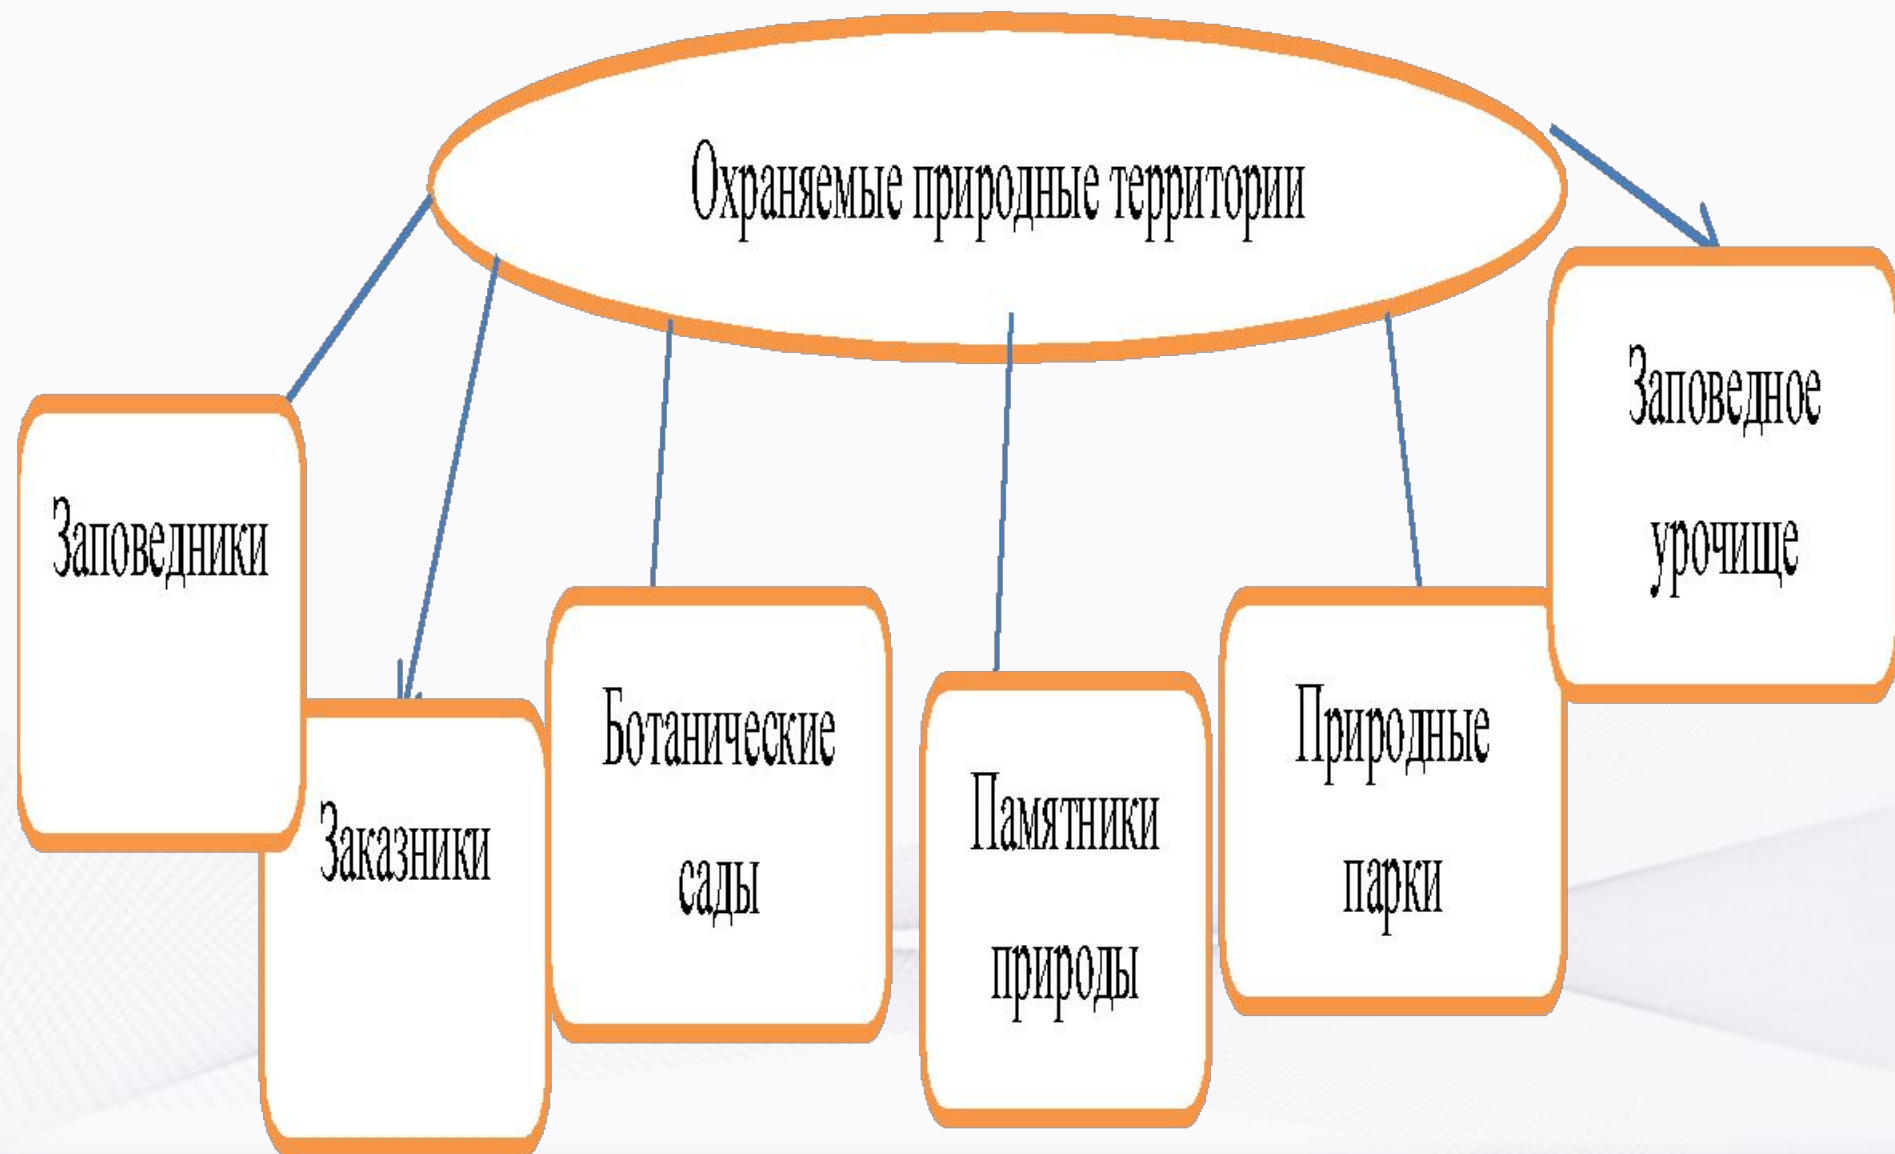 Охраняемые природные территории
Заповедники
Заказники
Ботанические
сады
Памятники
природы
Природные
парки
Заповедное
урочище